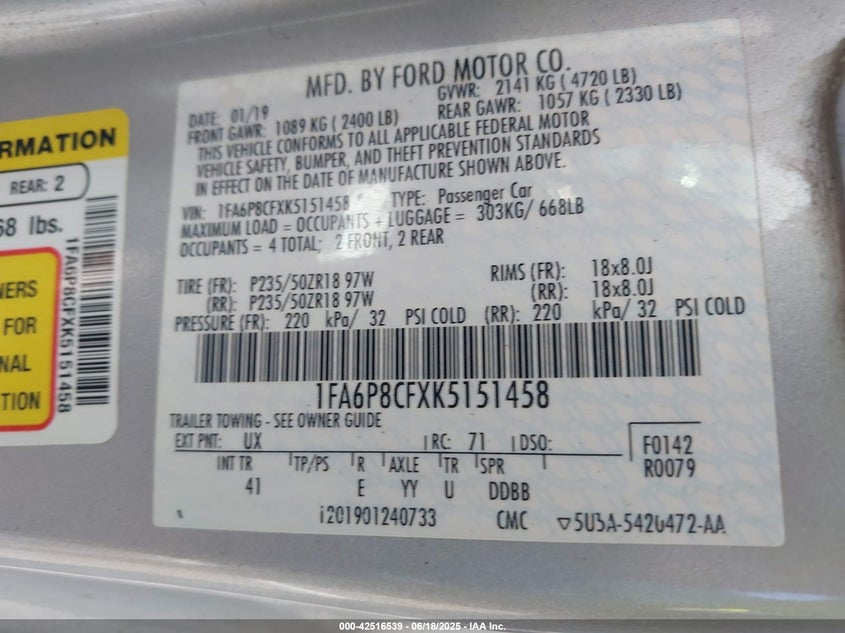 RMATION
REAR: 2
68 lbs.
NERS
FOR
NAL
TION
1FA6P8CFXK5151458
MFD. BY FORD MOTOR CO.
DATE: 01/19 GVWR: 2141 KG ( 4720 LB)
FRONT GAWR: 1089 KG ( 2400 LB) REAR GAWR: 1057 KG ( 2330 LB)
THIS VEHICLE CONFORMS TO ALL APPLICABLE FEDERAL MOTOR
VEHICLE SAFETY, BUMPER, AND THEFT PREVENTION STANDARDS
IN EFFECT ON THE DATE OF MANUFACTURE SHOWN ABOVE.
VIN: 1FA6P8CFXK5151458 TYPE: Passenger Car
MAXIMUM LOAD = OCCUPANTS + LUGGAGE = 303KG/ 668LB
OCCUPANTS = 4 TOTAL; 2 FRONT, 2 REAR
TIRE (FR): P235/50ZR18 97W RIMS (FR): 18x8.0J
(RR): P235/50ZR18 97W (RR): 18x8.0J
PRESSURE (FR): 220 kPa/ 32 PSI COLD (RR): 220 kPa/ 32 PSI COLD
1FA6P8CFXK5151458
TRAILER TOWING - SEE OWNER GUIDE
EXT PNT: UX RC: 71 DSO: F0142
R0079
INT TR TP/PS R AXLE TR SPR
41 E YY U DDBB
i201901240733 CMC ▽5U5A-5420472-AA
000-42516539 - 06/18/2025 - IAA, Inc.